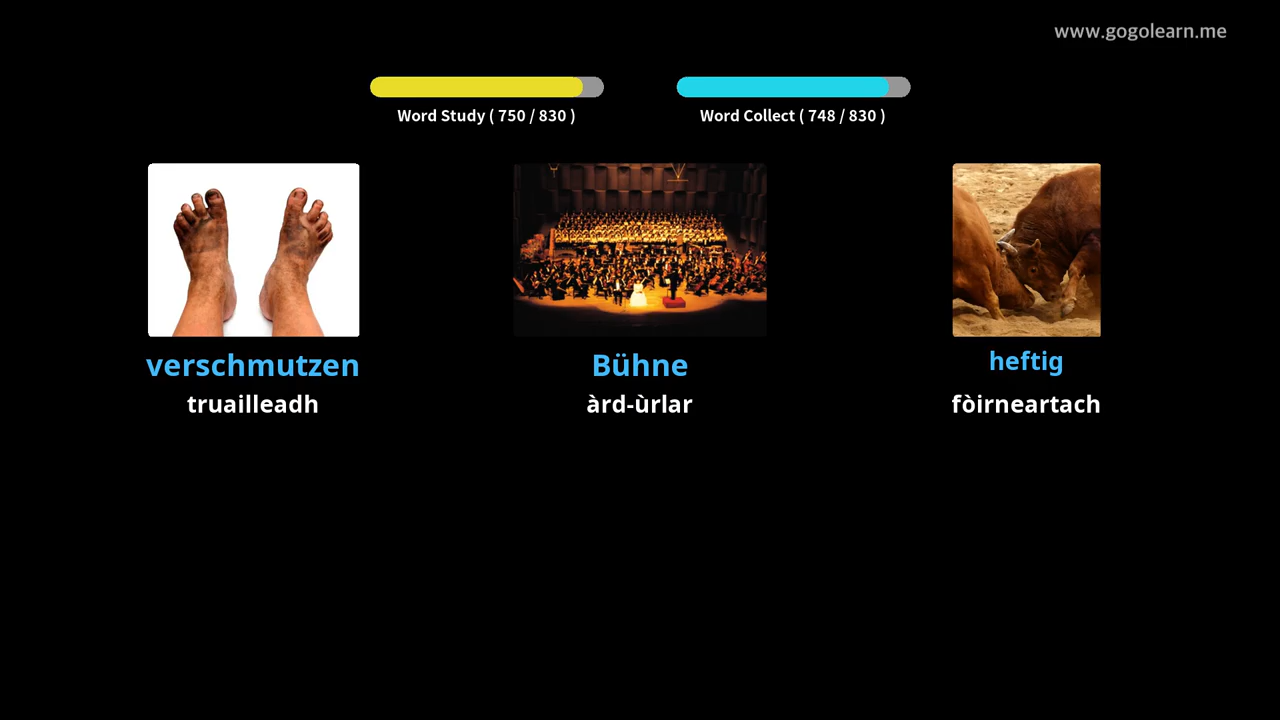 www.gogolearn.me
Word Study ( 750 / 830 )
Word Collect ( 748 / 830 )
verschmutzen
truailleadh
Bühne
àrd-ùrlar
heftig
fòirneartach